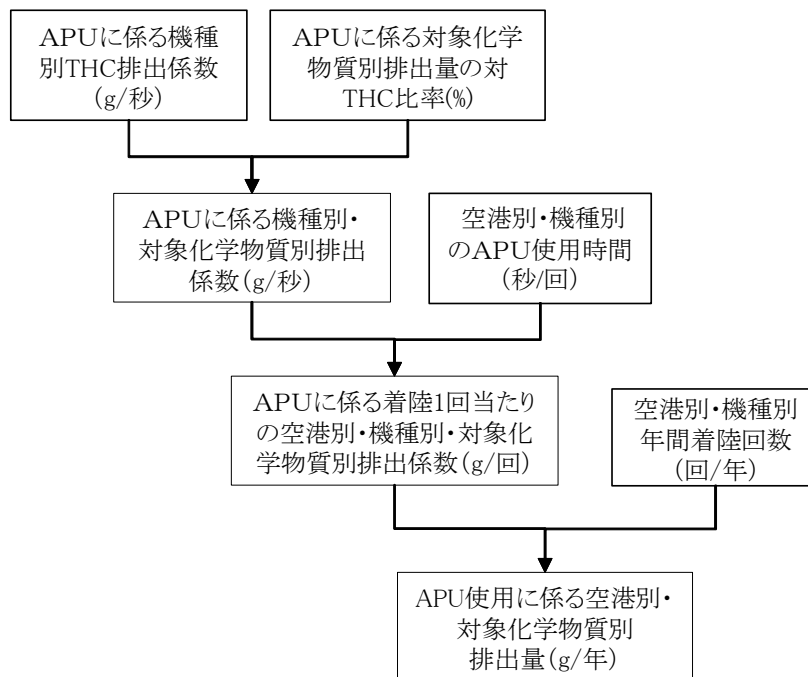 APUに係る機種
別THC排出係数
(g/秒)
APUに係る対象化学
物質別排出量の対
THC比率(%)
APUに係る機種別・
対象化学物質別排出
係数(g/秒)
空港別・機種別
のAPU使用時間
(秒/回)
APUに係る着陸1回当たり
の空港別・機種別・対象化
学物質別排出係数(g/回)
空港別・機種別
年間着陸回数
(回/年)
APU使用に係る空港別・
対象化学物質別
排出量(g/年)